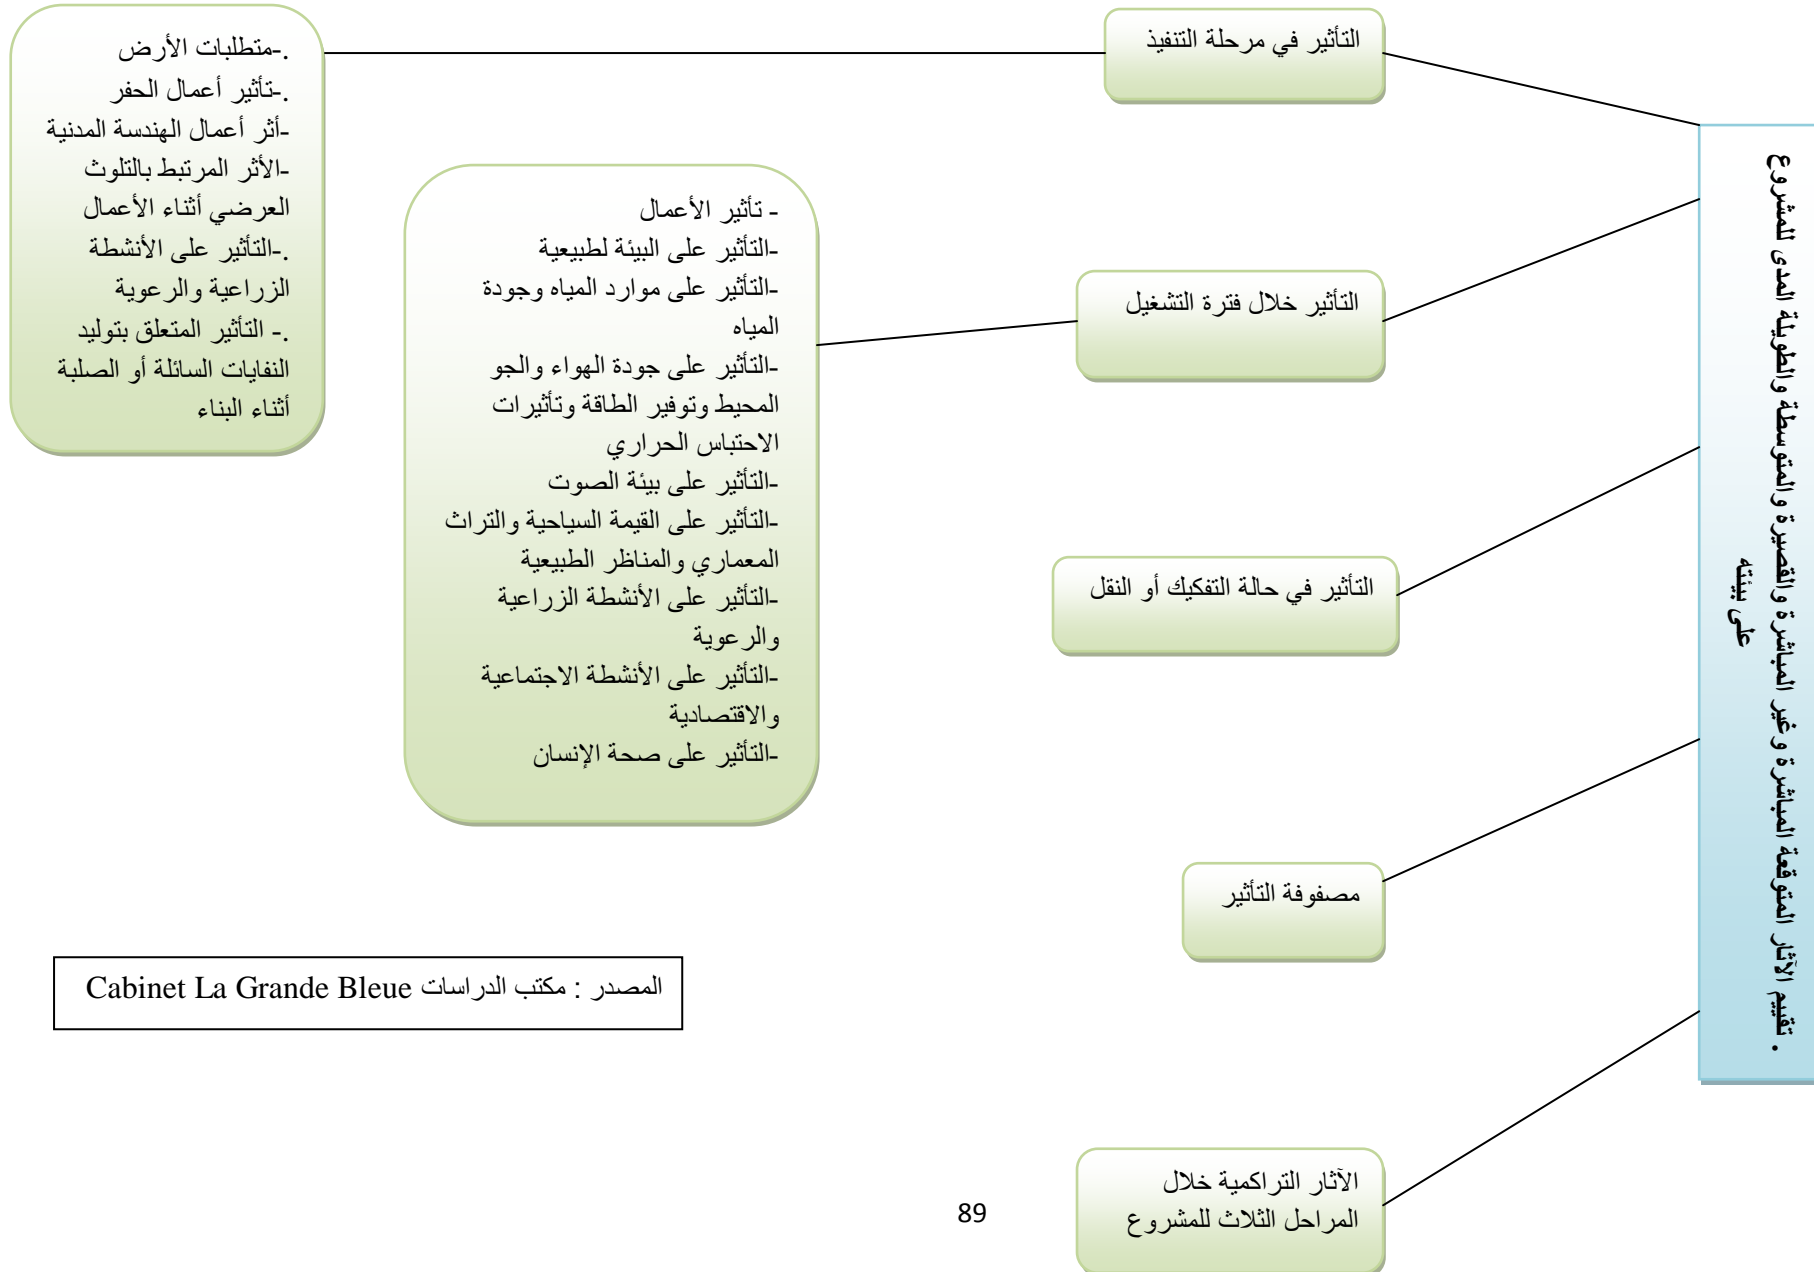 . تقييم الآثار المتوقعة المباشرة وغير المباشرة والقصيرة والمتوسطة والطويلة المدى للمشروع
على بيئته
التأثير في مرحلة التنفيذ
.-متطلبات الأرض
.-تأثير أعمال الحفر
-أثر أعمال الهندسة المدنية
-الأثر المرتبط بالتلوث
العرضي أثناء الأعمال
.-التأثير على الأنشطة
الزراعية والرعوية
.- التأثير المتعلق بتوليد
النفايات السائلة أو الصلبة
أثناء البناء
التأثير خلال فترة التشغيل
- تأثير الأعمال
-التأثير على البيئة لطبيعية
-التأثير على موارد المياه وجودة
المياه
-التأثير على جودة الهواء والجو
المحيط وتوفير الطاقة وتأثيرات
الاحتباس الحراري
-التأثير على بيئة الصوت
-التأثير على القيمة السياحية والتراث
المعماري والمناظر الطبيعية
-التأثير على الأنشطة الزراعية
والرعوية
-التأثير على الأنشطة الاجتماعية
والاقتصادية
-التأثير على صحة الإنسان
التأثير في حالة التفكيك أو النقل
مصفوفة التأثير
الآثار التراكمية خلال
المراحل الثلاث للمشروع
المصدر : مكتب الدراسات Cabinet La Grande Bleue
89